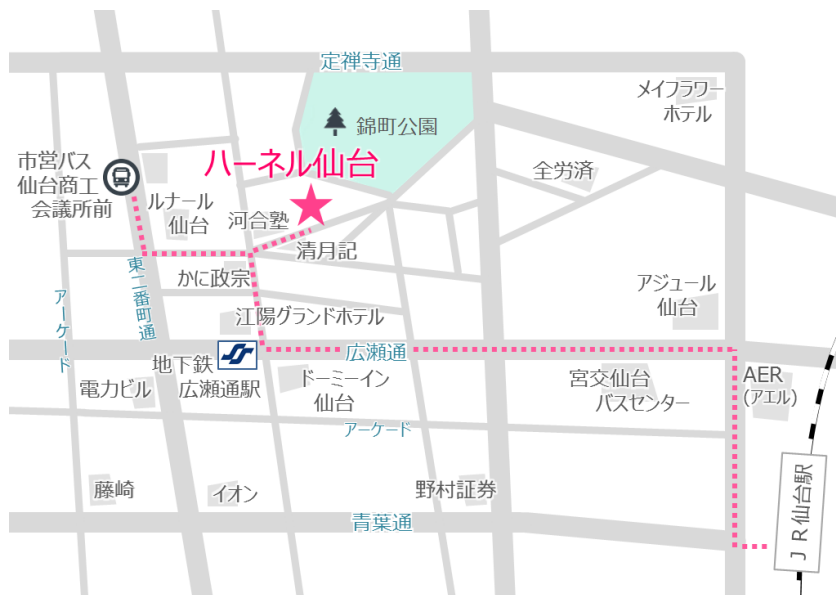 定禅寺通
メイフラワー
ホテル
錦町公園
市営バス
仙台商工
会議所前
ハーネル仙台
全労済
ルナール
仙台
河合塾
清月記
かに政宗
東二番町通
アーケード
アジュール
仙台
江陽グランドホテル
広瀬通
地下鉄
広瀬通駅
電力ビル
ドーミーイン
仙台
宮交仙台
バスセンター
AER
(アエル)
アーケード
藤崎
イオン
野村証券
青葉通
JR仙台駅